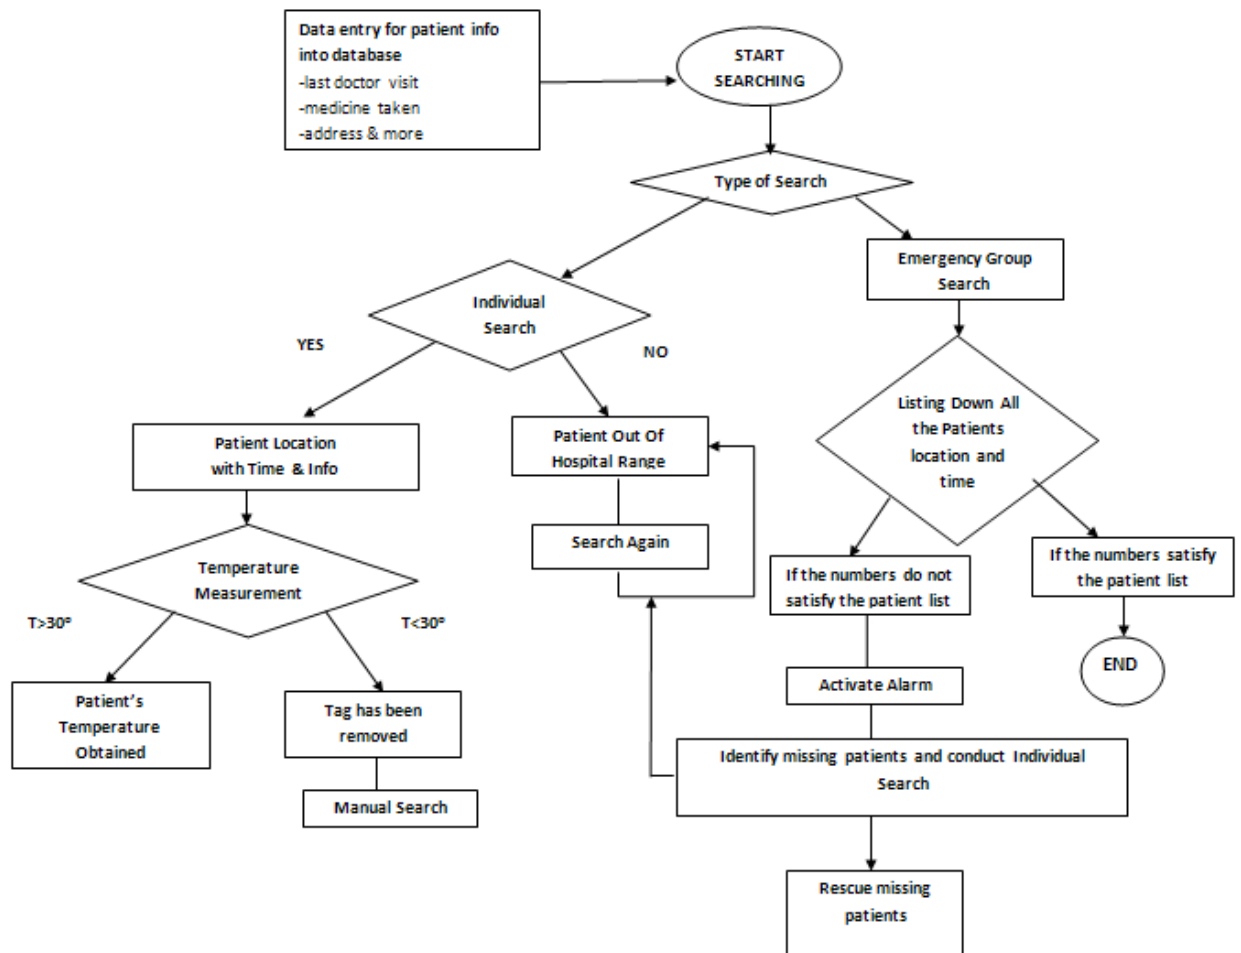 Data entry for patient info
into database
-last doctor visit
-medicine taken
-address & more
START
SEARCHING
Type of Search
Emergency Group
Search
Individual
Search
YES
NO
Listing Down All
the Patients
location and
time
Patient Location
with Time & Info
Patient Out Of
Hospital Range
Search Again
If the numbers do not
satisfy the patient list
If the numbers satisfy
the patient list
Temperature
Measurement
T>30°
T<30°
END
Patient's
Temperature
Obtained
Tag has been
removed
Activate Alarm
Manual Search
Identify missing patients and conduct Individual
Search
Rescue missing
patients